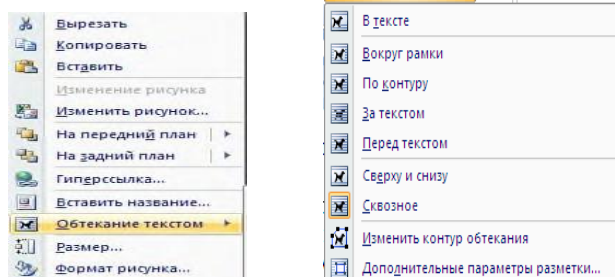 Вырезать
Копировать
Вставить
Изменение рисунка
Изменить рисунок...
На передний план
На задний план
Гиперссылка...
Вставить название...
Обтекание текстом
Размер...
Формат рисунка...
В тексте
Вокруг рамки
По контуру
За текстом
Перед текстом
Сверху и снизу
Сквозное
Изменить контур обтекания
Дополнительные параметры разметки...